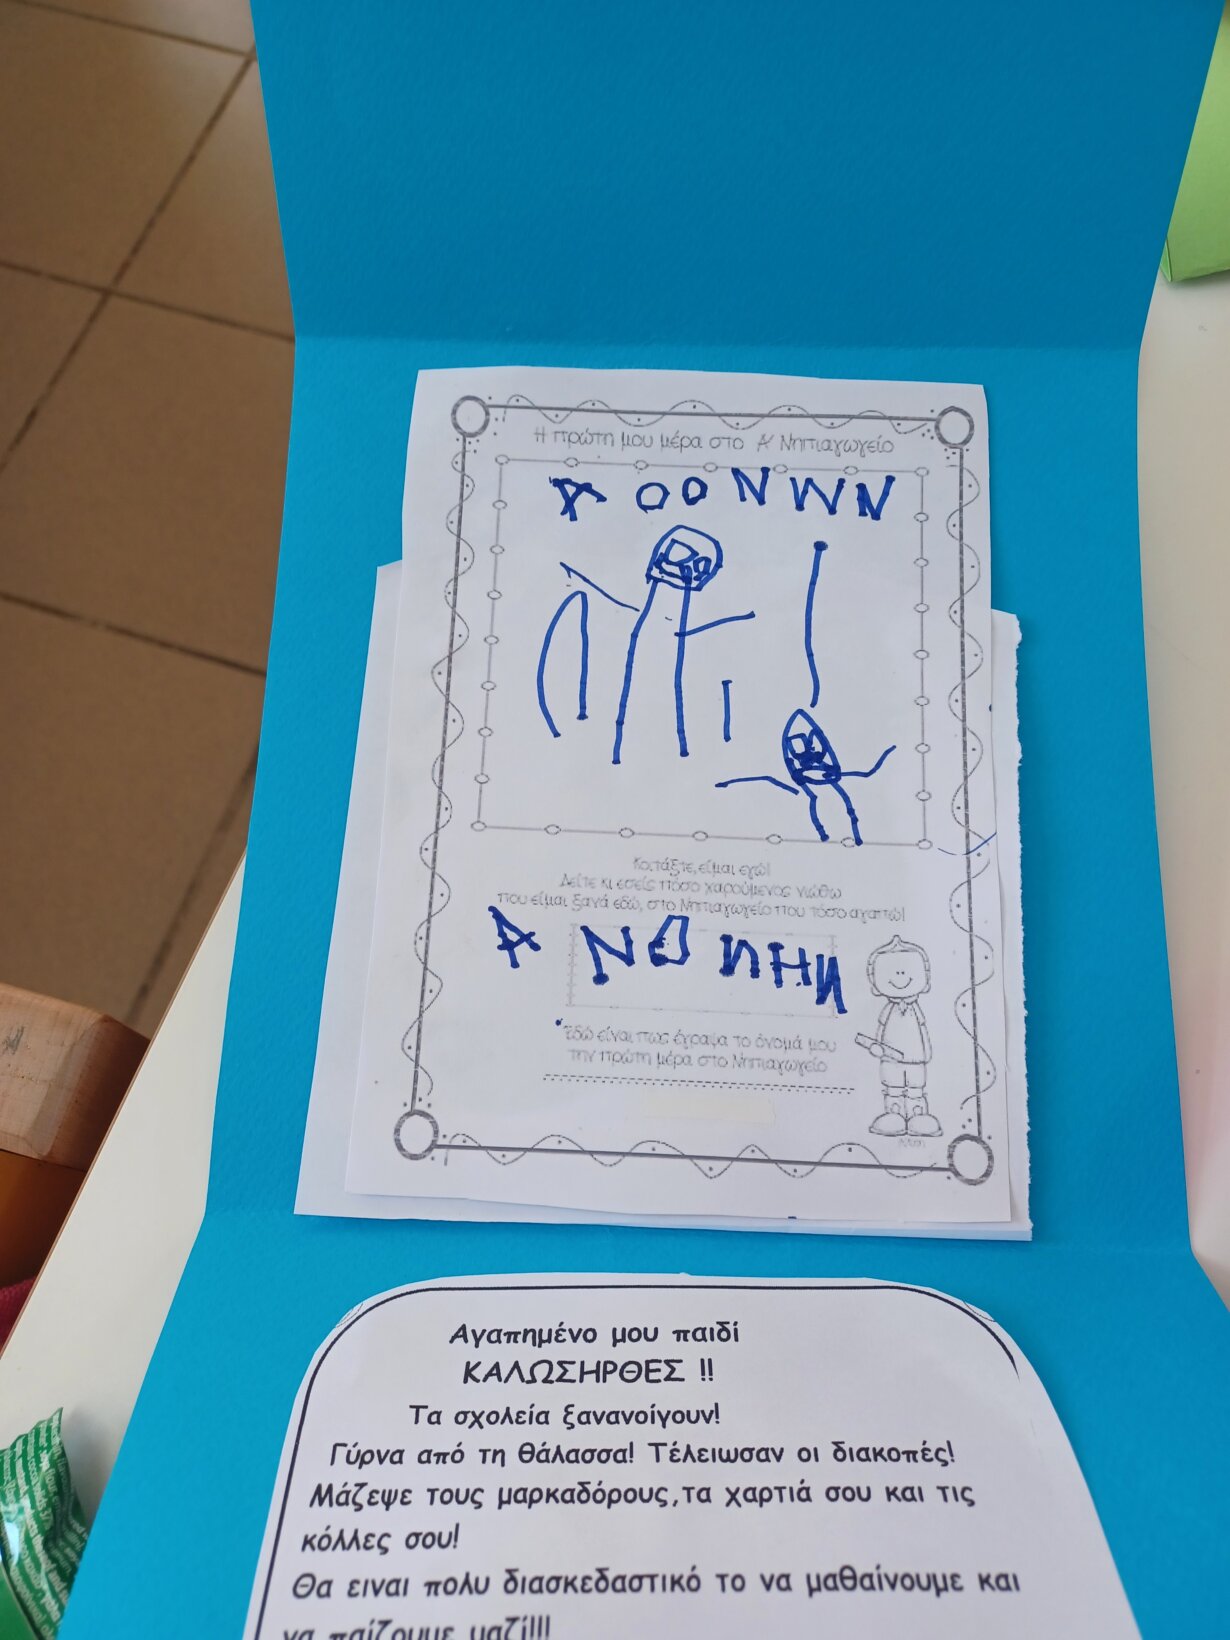 Η πρώτη μου μέρα στο Α' Νηπιαγωγείο
Α Ο Ο Ν W Ν
Κοιτάξτε, είμαι εγώ!
Δείτε κι εσείς πόσο χαρούμενος νιώθω
που είμαι ξανά εδώ, στο Νηπιαγωγείο που τόσο αγαπώ!
Α Ν Ο Ν Η Ν
Εδώ είναι πως έγραψα το όνομά μου
την πρώτη μέρα στο Νηπιαγωγείο
Αγαπημένο μου παιδί
ΚΑΛΩΣΗΡΘΕΣ !!
Τα σχολεία ξανανοίγουν!
Γύρνα από τη θάλασσα! Τέλειωσαν οι διακοπές!
Μάζεψε τους μαρκαδόρους,τα χαρτιά σου και τις
κόλλες σου!
Θα ειναι πολυ διασκεδαστικό το να μαθαίνουμε και
να παίζουμε μαζί!!!